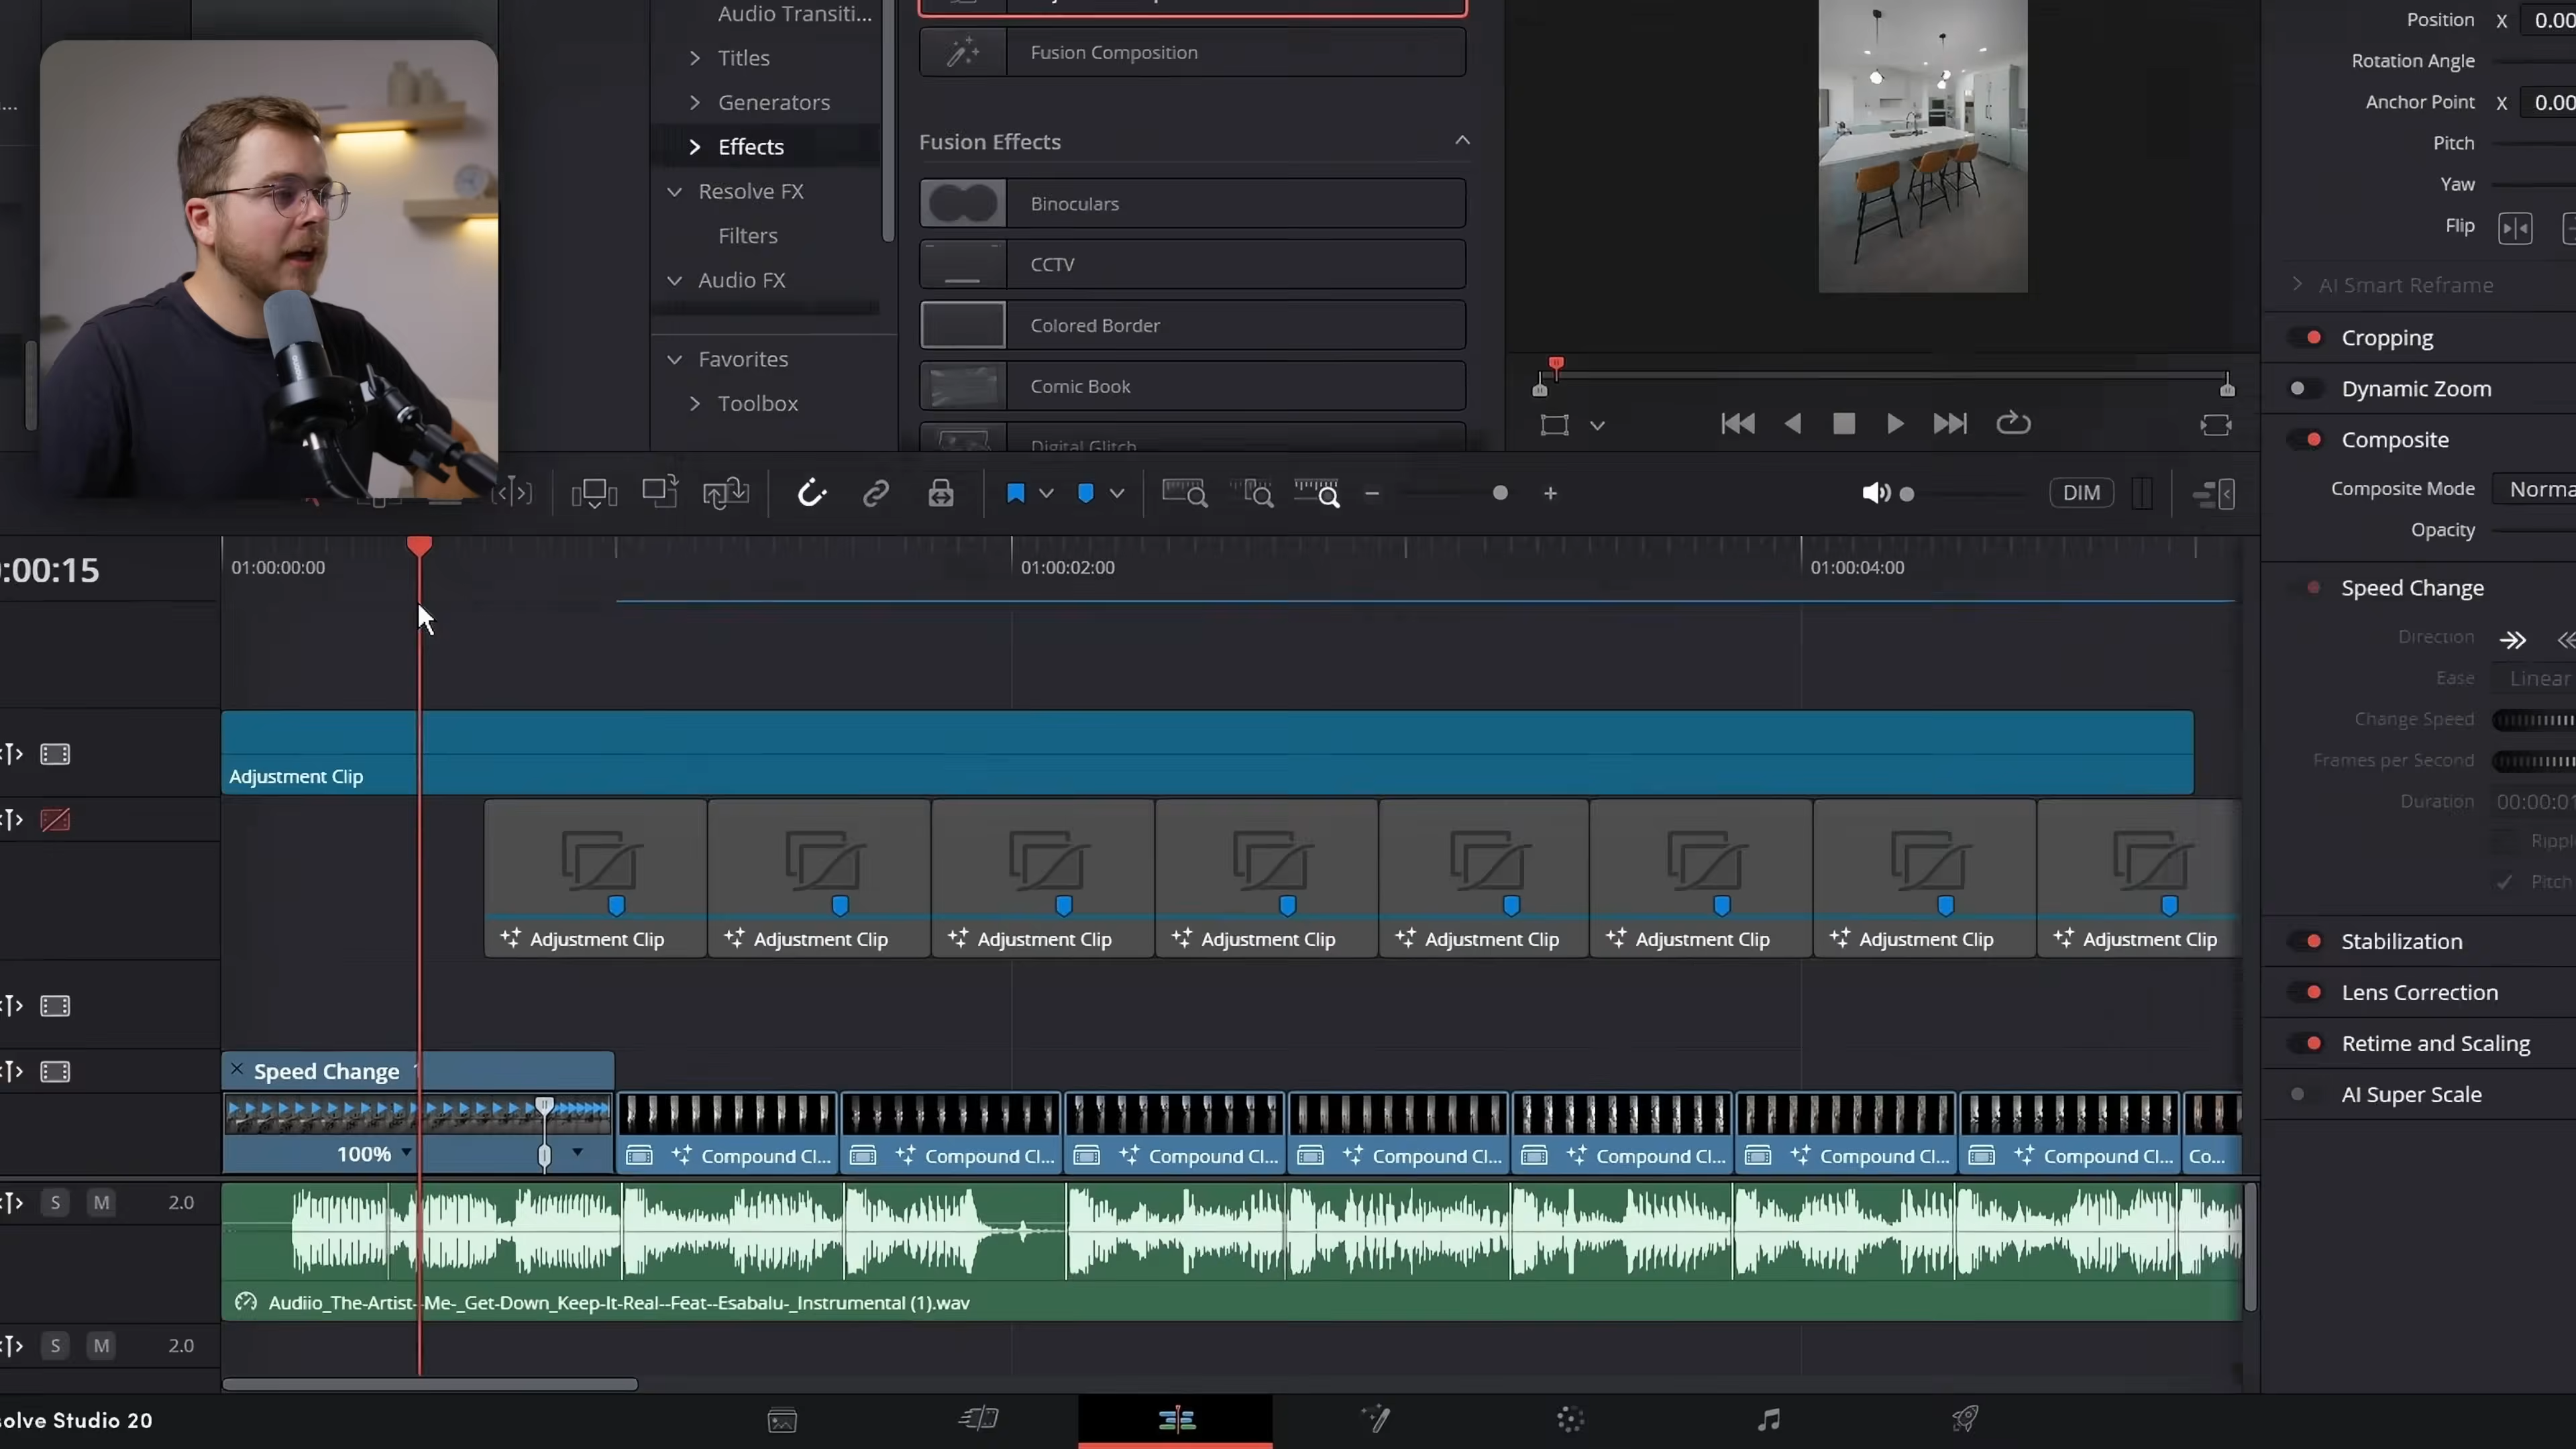 Audio Transiti...
Titles
Generators
Effects
Resolve FX
Filters
Audio FX
Favorites
Toolbox
Fusion Composition
Fusion Effects
Binoculars
CCTV
Colored Border
Comic Book
Digital Glitch
Position X 0.00
Rotation Angle
Anchor Point X 0.00
Pitch
Yaw
Flip
AI Smart Reframe
Cropping
Dynamic Zoom
Composite
Composite Mode Norma
Opacity
Speed Change
Direction
Ease Linear
Change Speed
Frames per Second
Duration 00:00:01
Ripple
Pitch
Stabilization
Lens Correction
Retime and Scaling
AI Super Scale
DIM
:00:15
01:00:00:00 01:00:02:00 01:00:04:00
Adjustment Clip
Adjustment Clip Adjustment Clip Adjustment Clip Adjustment Clip Adjustment Clip Adjustment Clip Adjustment Clip Adjustment Clip
Speed Change
100%
Compound Cl... Compound Cl... Compound Cl... Compound Cl... Compound Cl... Compound Cl... Compound Cl... Co...
S M 2.0
Audiio_The-Artist-Me-_Get-Down_Keep-It-Real--Feat--Esabalu-_Instrumental (1).wav
S M 2.0
solve Studio 20